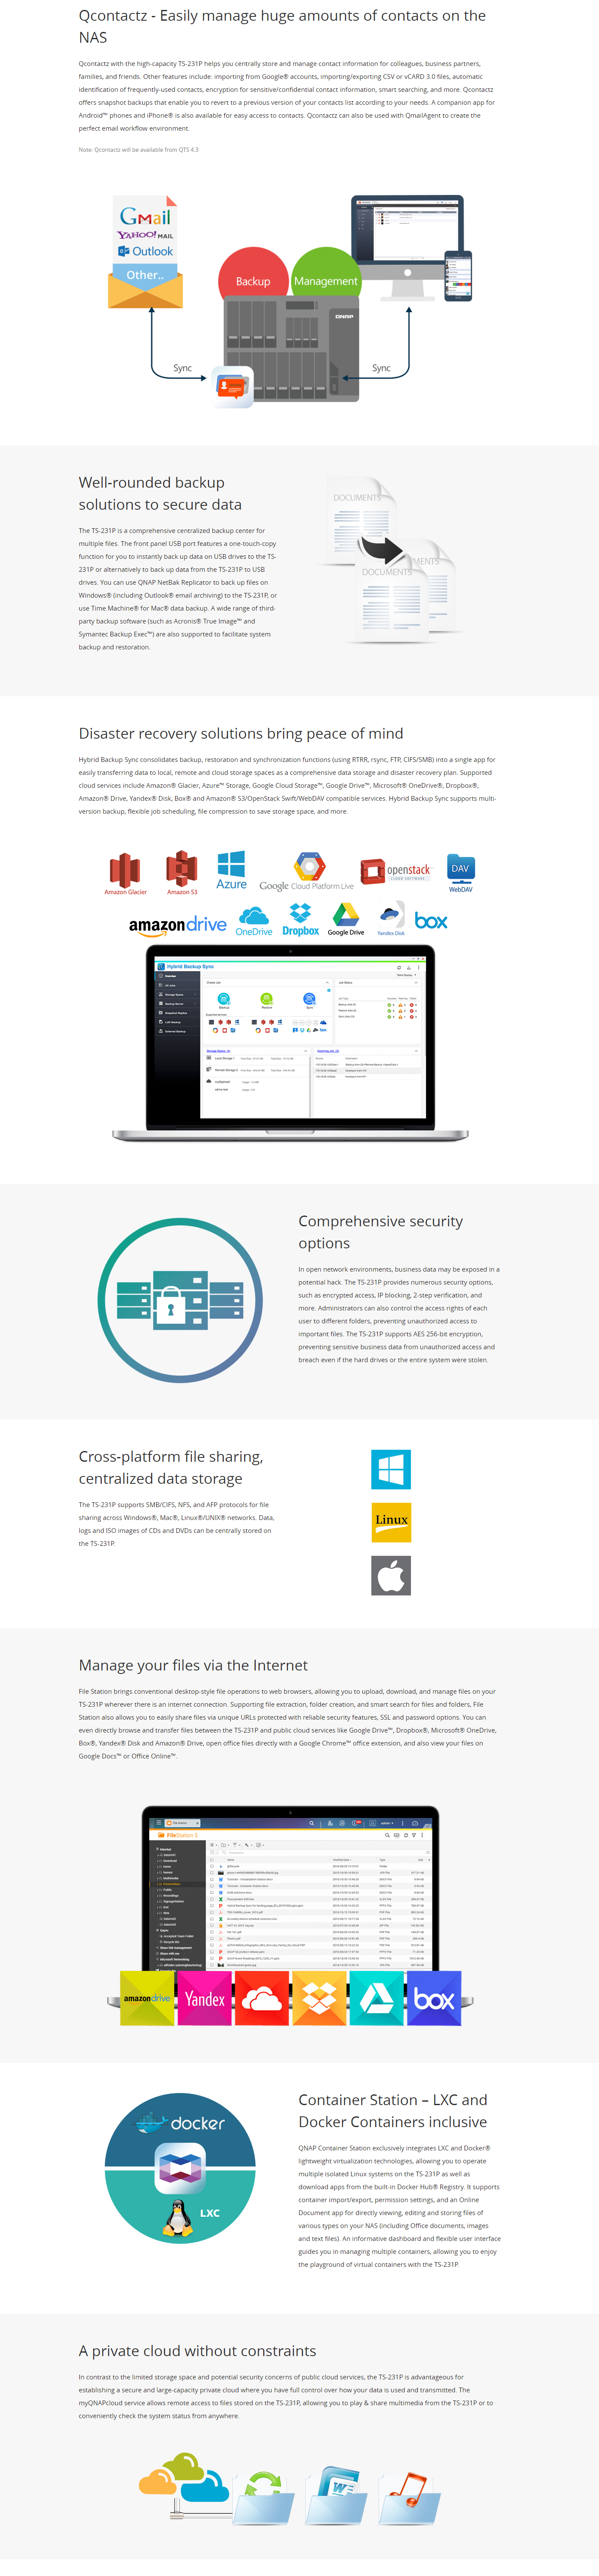 Qcontactz - Easily manage huge amounts of contacts on the
NAS
Qcontactz with the high-capacity TS-231P helps you centrally store and manage contact information for colleagues, business partners,
families, and friends. Other features include: importing from Google® accounts, importing/exporting CSV or vCARD 3.0 files, automatic
identification of frequently-used contacts, encryption for sensitive/confidential contact information, smart searching, and more. Qcontactz
offers snapshot backups that enable you to revert to a previous version of your contacts list according to your needs. A companion app for
Android™ phones and iPhone® is also available for easy access to contacts. Qcontactz can also be used with QmailAgent to create the
perfect email workflow environment.
Note: Qcontactz will be available from QTS 4.3
Gmail
YAHOO! MAIL
Outlook
Other..
Backup
Management
QNAP
Sync
Sync
Well-rounded backup
solutions to secure data
The TS-231P is a comprehensive centralized backup center for
multiple files. The front panel USB port features a one-touch-copy
function for you to instantly back up data on USB drives to the TS-
231P or alternatively to back up data from the TS-231P to USB
drives. You can use QNAP NetBak Replicator to back up files on
Windows® (including Outlook® email archiving) to the TS-231P, or
use Time Machine® for Mac® data backup. A wide range of third-
party backup software (such as Acronis® True Image™ and
Symantec Backup Exec™) are also supported to facilitate system
backup and restoration.
DOCUMENTS
MENTS
DOCUMENTS
Disaster recovery solutions bring peace of mind
Hybrid Backup Sync consolidates backup, restoration and synchronization functions (using RTRR, rsync, FTP, CIFS/SMB) into a single app for
easily transferring data to local, remote and cloud storage spaces as a comprehensive data storage and disaster recovery plan. Supported
cloud services include Amazon® Glacier, Azure™ Storage, Google Cloud Storage™, Google Drive™, Microsoft® OneDrive®, Dropbox®,
Amazon® Drive, Yandex® Disk, Box® and Amazon® S3/OpenStack Swift/WebDAV compatible services. Hybrid Backup Sync supports multi-
version backup, flexible job scheduling, file compression to save storage space, and more.
Amazon Glacier
Amazon S3
Azure
Google Cloud Platform Live
openstack
CLOUD SOFTWARE
DAV
WebDAV
amazondrive
OneDrive
Dropbox
Google Drive
Yandex Disk
box
Hybrid Backup Sync
Comprehensive security
options
In open network environments, business data may be exposed in a
potential hack. The TS-231P provides numerous security options,
such as encrypted access, IP blocking, 2-step verification, and
more. Administrators can also control the access rights of each
user to different folders, preventing unauthorized access to
important files. The TS-231P supports AES 256-bit encryption,
preventing sensitive business data from unauthorized access and
breach even if the hard drives or the entire system were stolen.
Cross-platform file sharing,
centralized data storage
The TS-231P supports SMB/CIFS, NFS, and AFP protocols for file
sharing across Windows®, Mac®, Linux®/UNIX® networks. Data,
logs and ISO images of CDs and DVDs can be centrally stored on
the TS-231P.
Linux
Manage your files via the Internet
File Station brings conventional desktop-style file operations to web browsers, allowing you to upload, download, and manage files on your
TS-231P wherever there is an internet connection. Supporting file extraction, folder creation, and smart search for files and folders, File
Station also allows you to easily share files via unique URLs protected with reliable security features, SSL and password options. You can
even directly browse and transfer files between the TS-231P and public cloud services like Google Drive™, Dropbox®, Microsoft® OneDrive,
Box®, Yandex® Disk and Amazon® Drive, open office files directly with a Google Chrome™ office extension, and also view your files on
Google Docs™ or Office Online™.
FileStation 5
amazondrive
Yandex
box
Container Station – LXC and
Docker Containers inclusive
QNAP Container Station exclusively integrates LXC and Docker®
lightweight virtualization technologies, allowing you to operate
multiple isolated Linux systems on the TS-231P as well as
download apps from the built-in Docker Hub® Registry. It supports
container import/export, permission settings, and an Online
Document app for directly viewing, editing and storing files of
various types on your NAS (including Office documents, images
and text files). An informative dashboard and flexible user interface
guides you in managing multiple containers, allowing you to enjoy
the playground of virtual containers with the TS-231P.
docker
LXC
A private cloud without constraints
In contrast to the limited storage space and potential security concerns of public cloud services, the TS-231P is advantageous for
establishing a secure and large-capacity private cloud where you have full control over how your data is used and transmitted. The
myQNAPcloud service allows remote access to files stored on the TS-231P, allowing you to play & share multimedia from the TS-231P or to
conveniently check the system status from anywhere.
W